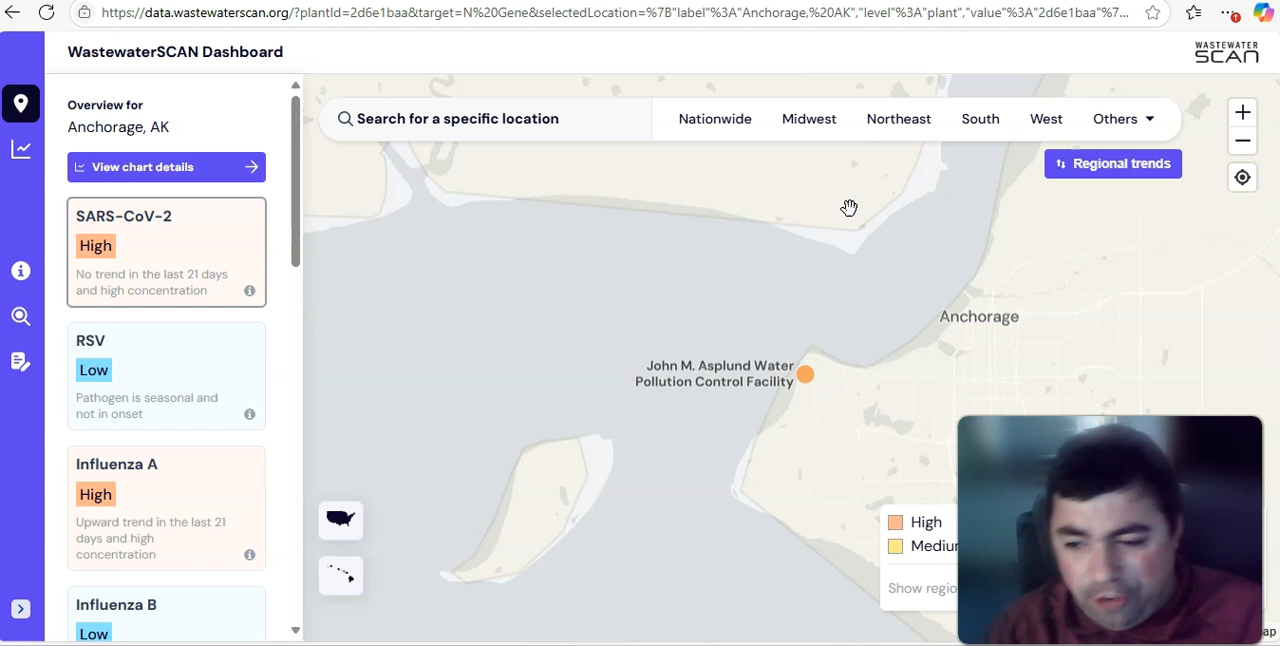 https://data.wastewaterscan.org/?plantId=2d6e1baa&target=N%20Gene&selectedLocation=%7B"label"%3A"Anchorage,%20AK","level"%3A"plant","value"%3A"2d6e1baa"%7...
WastewaterSCAN Dashboard
WASTEWATER
SCAN
Overview for
Anchorage, AK
View chart details
SARS-CoV-2
High
No trend in the last 21 days
and high concentration
RSV
Low
Pathogen is seasonal and
not in onset
Influenza A
High
Upward trend in the last 21
days and high
concentration
Influenza B
Low
Search for a specific location
Nationwide
Midwest
Northeast
South
West
Others
Regional trends
Anchorage
John M. Asplund Water
Pollution Control Facility
High
Mediu
Show regio
ap